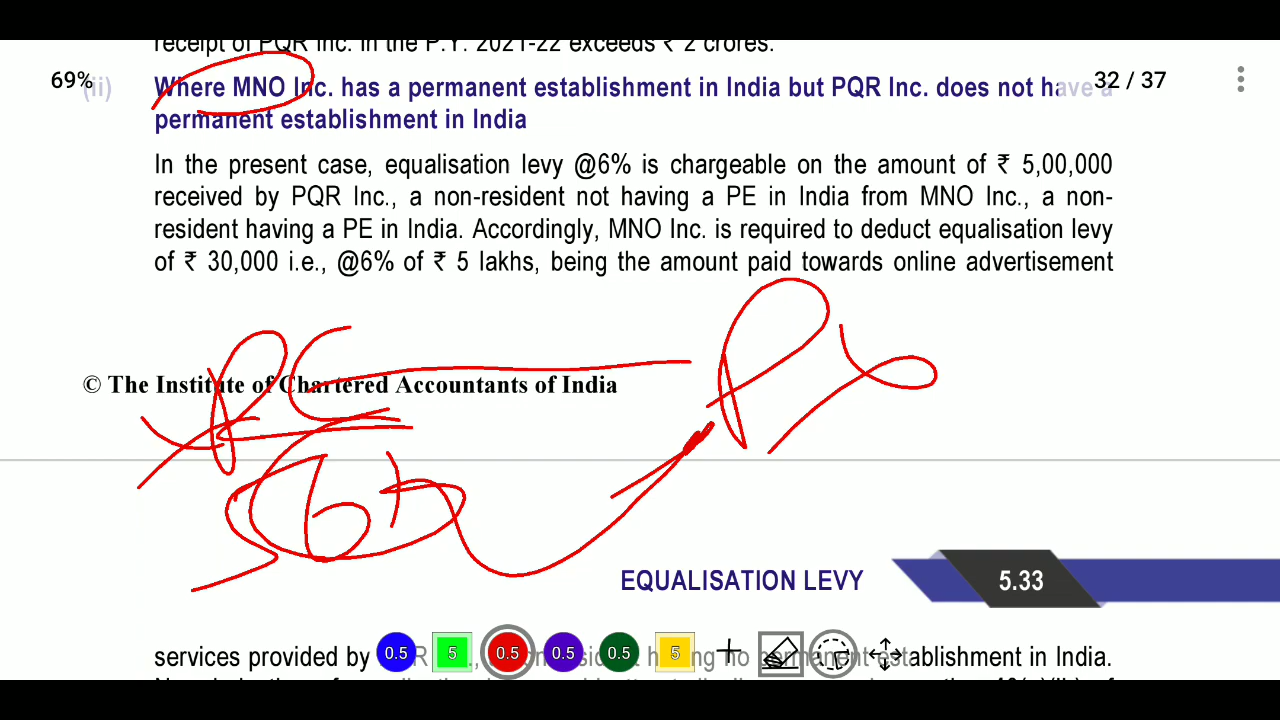 receipt of PQR Inc. in the P.Y. 2021-22 exceeds ₹ 2 crores.
69%
32 / 37
(ii) Where MNO Inc. has a permanent establishment in India but PQR Inc. does not have a
permanent establishment in India
In the present case, equalisation levy @6% is chargeable on the amount of ₹ 5,00,000
received by PQR Inc., a non-resident not having a PE in India from MNO Inc., a non-
resident having a PE in India. Accordingly, MNO Inc. is required to deduct equalisation levy
of ₹ 30,000 i.e., @6% of ₹ 5 lakhs, being the amount paid towards online advertisement
© The Institute of Chartered Accountants of India
EQUALISATION LEVY 5.33
0.5 5 0.5 0.5 0.5 5
services provided by permanent establishment in India.